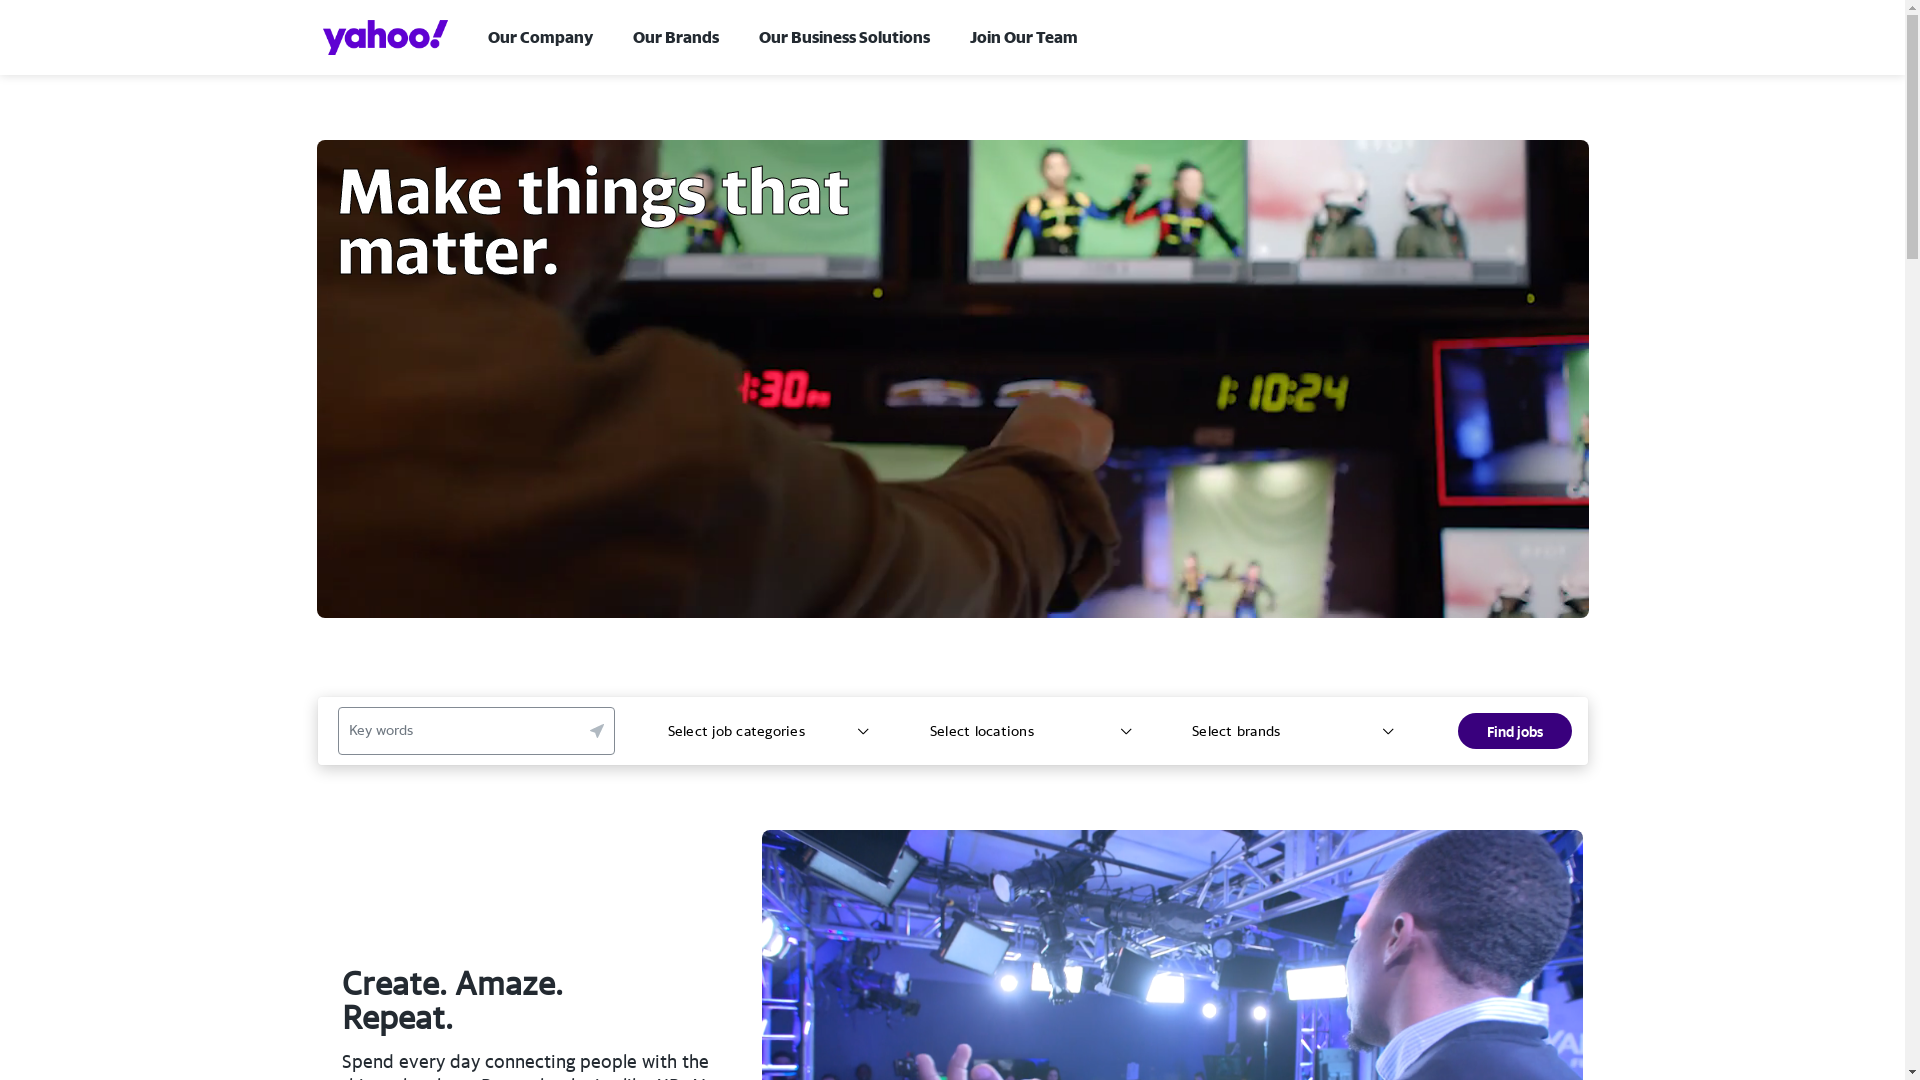 yahoo!
Our Company
Our Brands
Our Business Solutions
Join Our Team
Make things that
matter.
:30 PM
1:10:24
Key words
Select job categories
Select locations
Select brands
Find jobs
Create. Amaze.
Repeat.
Spend every day connecting people with the